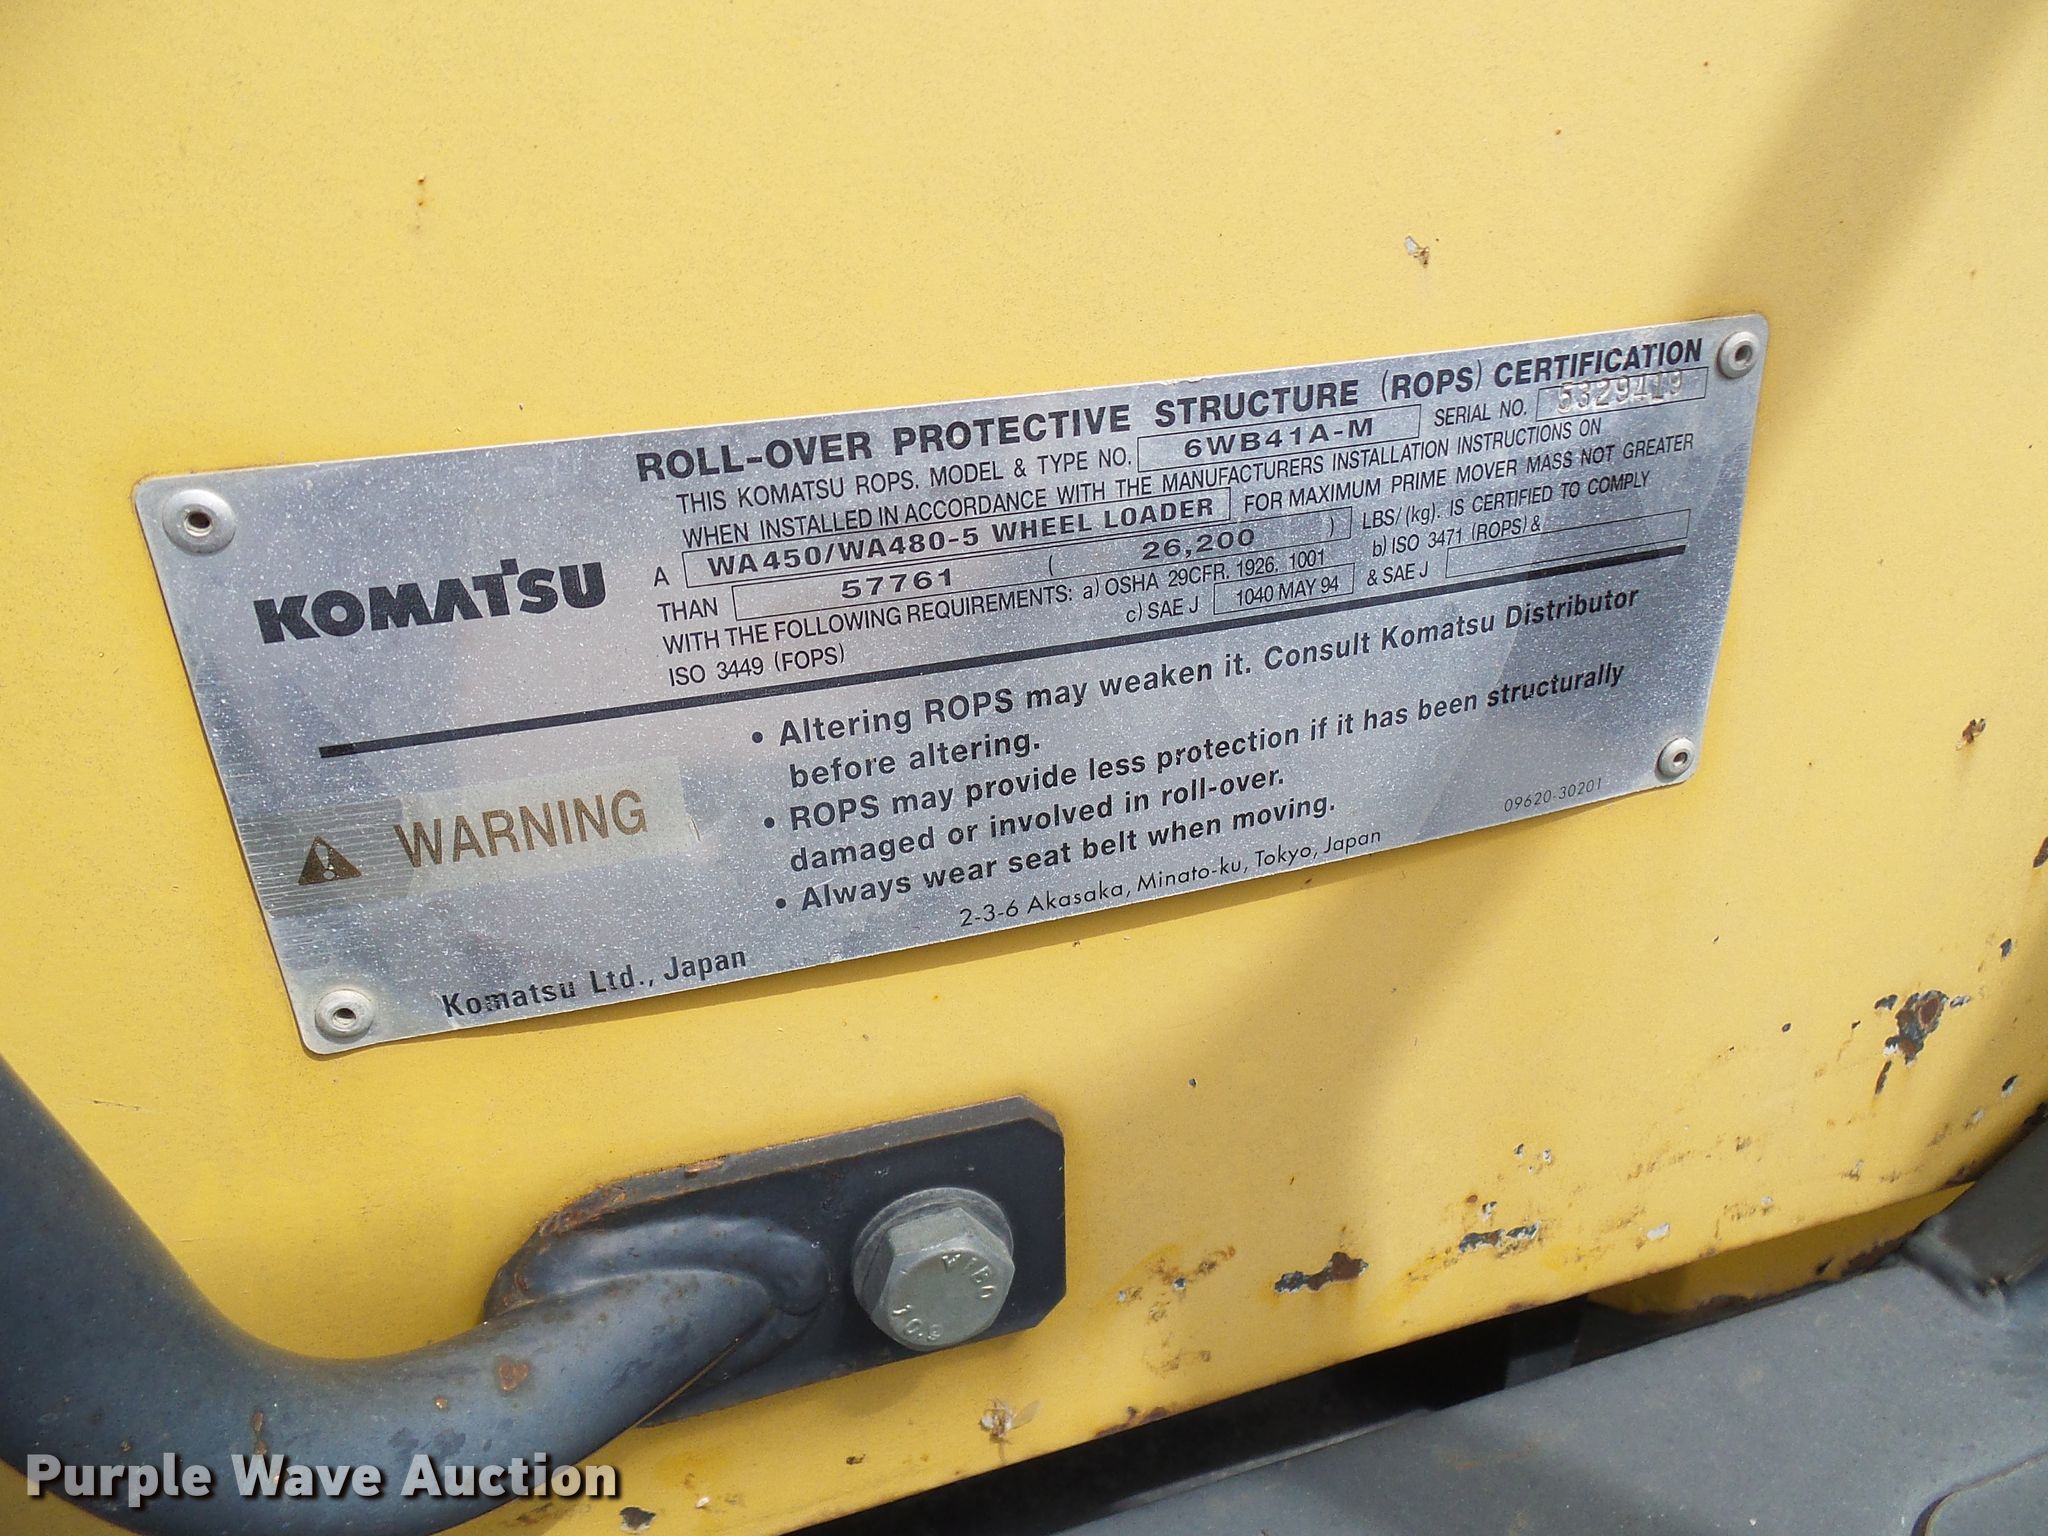 ROLL-OVER PROTECTIVE STRUCTURE (ROPS) CERTIFICATION
THIS KOMATSU ROPS. MODEL & TYPE NO. 6WB41A-M SERIAL NO. 5329419
WHEN INSTALLED IN ACCORDANCE WITH THE MANUFACTURERS INSTALLATION INSTRUCTIONS ON
A WA450/WA480-5 WHEEL LOADER FOR MAXIMUM PRIME MOVER MASS NOT GREATER
THAN 57761 ( 26,200 ) LBS/(kg). IS CERTIFIED TO COMPLY
WITH THE FOLLOWING REQUIREMENTS: a) OSHA 29CFR. 1926. 1001 b) ISO 3471 (ROPS) &
ISO 3449 (FOPS) c) SAE J 1040 MAY 94 & SAE J
KOMATSU
WARNING
• Altering ROPS may weaken it. Consult Komatsu Distributor
before altering.
• ROPS may provide less protection if it has been structurally
damaged or involved in roll-over.
• Always wear seat belt when moving.
09620-30201
Komatsu Ltd., Japan
2-3-6 Akasaka, Minato-ku, Tokyo, Japan
10.9
Purple Wave Auction